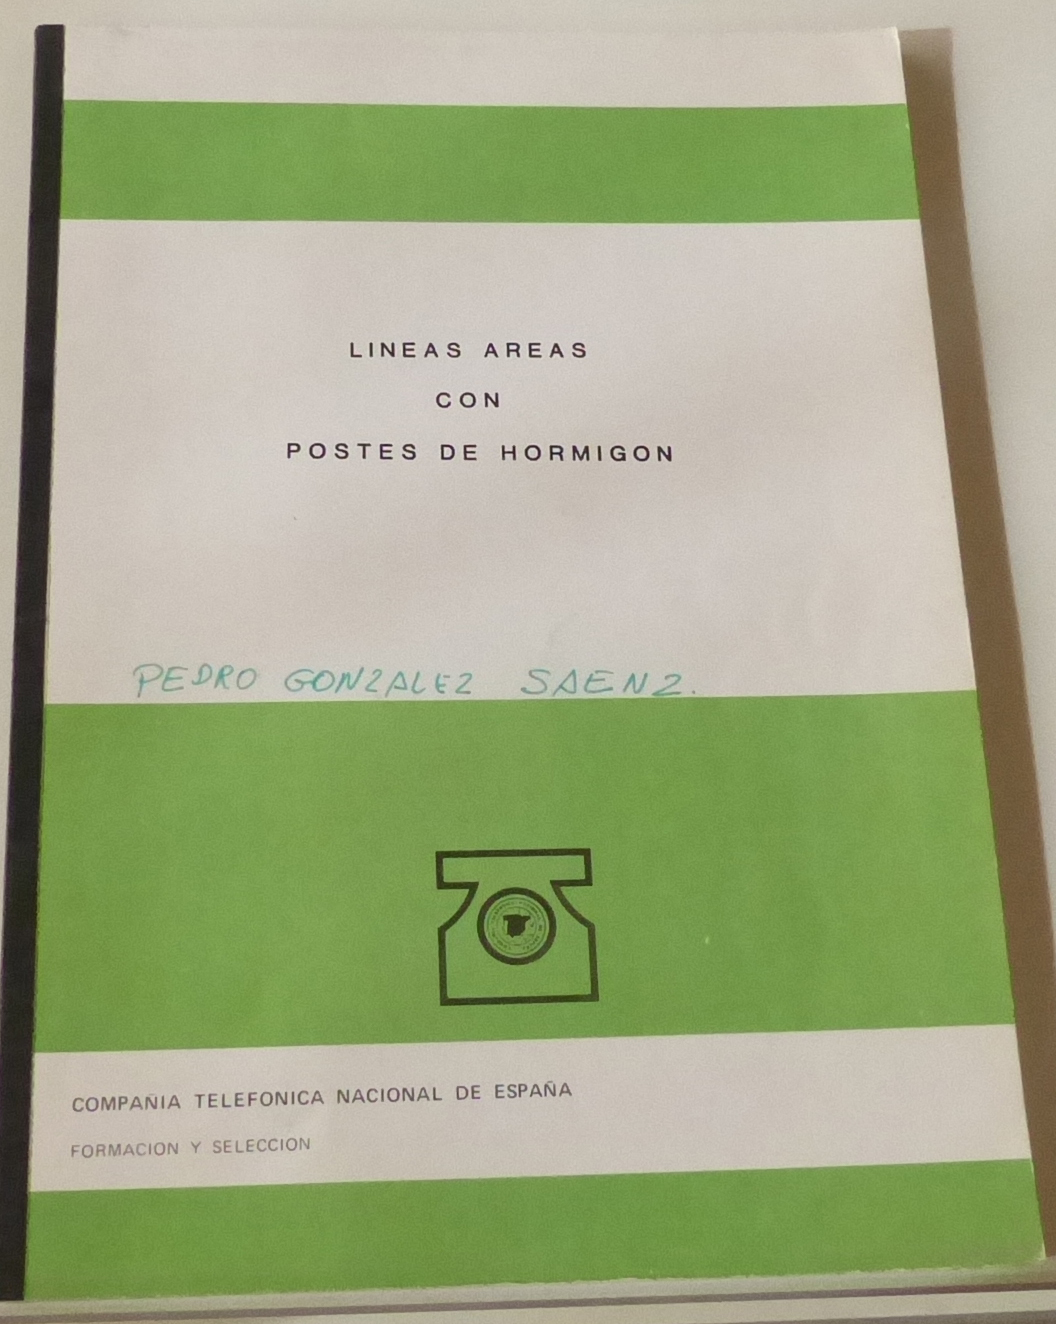 LINEAS AREAS
CON
POSTES DE HORMIGON
PEDRO GONZALEZ SAENZ.
COMPAÑIA TELEFONICA NACIONAL DE ESPAÑA
FORMACION Y SELECCION